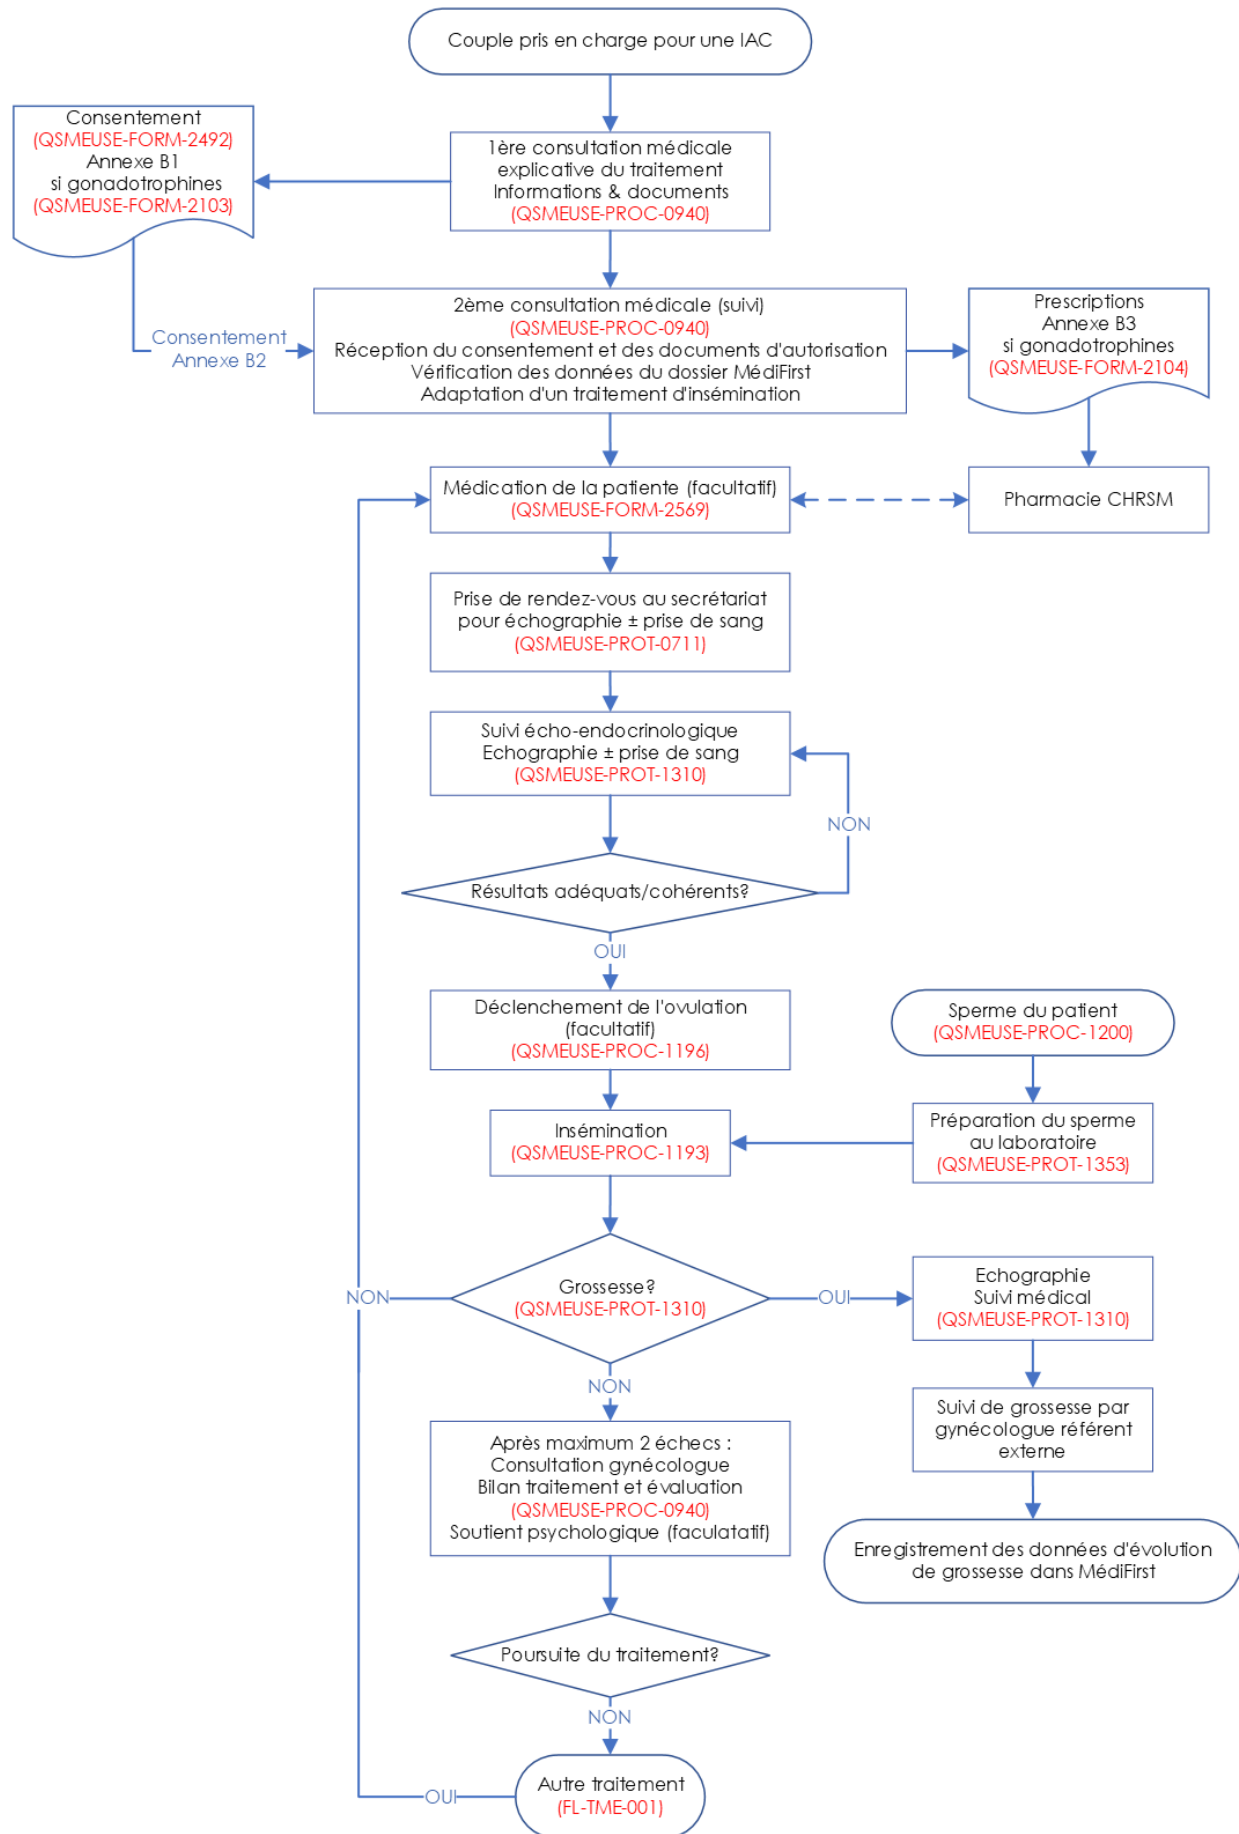 Couple pris en charge pour une IAC
Consentement
(QSMEUSE-FORM-2492)
Annexe B1
si gonadotrophines
(QSMEUSE-FORM-2103)
1ère consultation médicale
explicative du traitement
Informations & documents
(QSMEUSE-PROC-0940)
Consentement
Annexe B2
2ème consultation médicale (suivi)
(QSMEUSE-PROC-0940)
Réception du consentement et des documents d'autorisation
Vérification des données du dossier MédiFirst
Adaptation d'un traitement d'insémination
Prescriptions
Annexe B3
si gonadotrophines
(QSMEUSE-FORM-2104)
Médication de la patiente (facultatif)
(QSMEUSE-FORM-2569)
Pharmacie CHRSM
Prise de rendez-vous au secrétariat
pour échographie ± prise de sang
(QSMEUSE-PROT-0711)
Suivi écho-endocrinologique
Echographie ± prise de sang
(QSMEUSE-PROT-1310)
NON
Résultats adéquats/cohérents?
OUI
Déclenchement de l'ovulation
(facultatif)
(QSMEUSE-PROC-1196)
Sperme du patient
(QSMEUSE-PROC-1200)
Insémination
(QSMEUSE-PROC-1193)
Préparation du sperme
au laboratoire
(QSMEUSE-PROT-1353)
NON
Grossesse?
(QSMEUSE-PROT-1310)
OUI
Echographie
Suivi médical
(QSMEUSE-PROT-1310)
NON
Suivi de grossesse par
gynécologue référent
externe
Après maximum 2 échecs :
Consultation gynécologue
Bilan traitement et évaluation
(QSMEUSE-PROC-0940)
Soutient psychologique (faculatatif)
Enregistrement des données d'évolution
de grossesse dans MédiFirst
Poursuite du traitement?
NON
OUI
Autre traitement
(FL-TME-001)